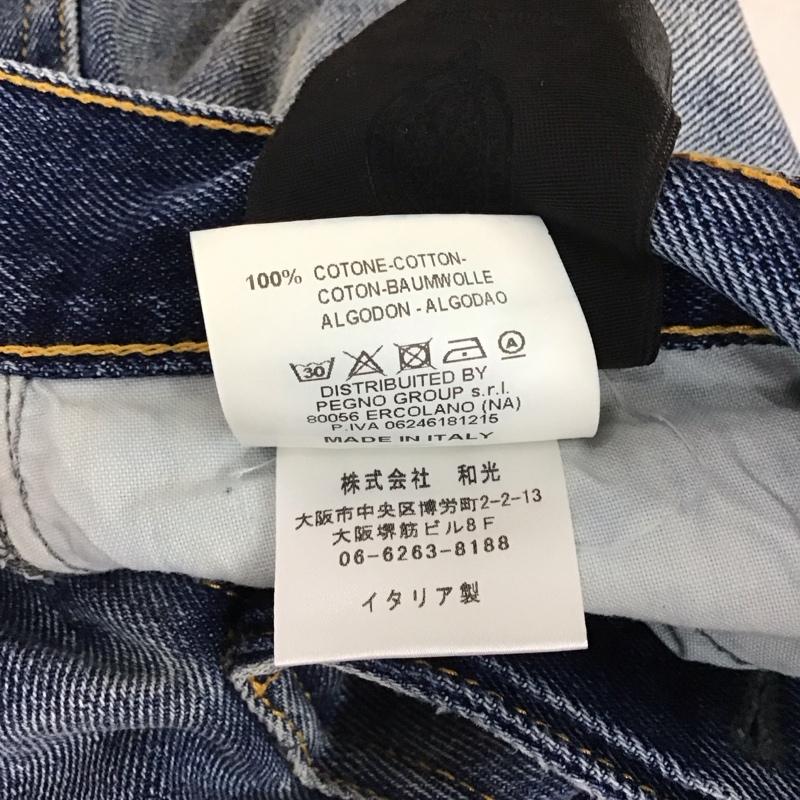 100% COTONE-COTTON-
COTON-BAUMWOLLE
ALGODON - ALGODAO
30 A
DISTRIBUITED BY
PEGNO GROUP s.r.l.
80056 ERCOLANO (NA)
P.IVA 06246181215
MADE IN ITALY
株式会社 和光
大阪市中央区博労町2-2-13
大阪堺筋ビル8F
06-6263-8188
イタリア製